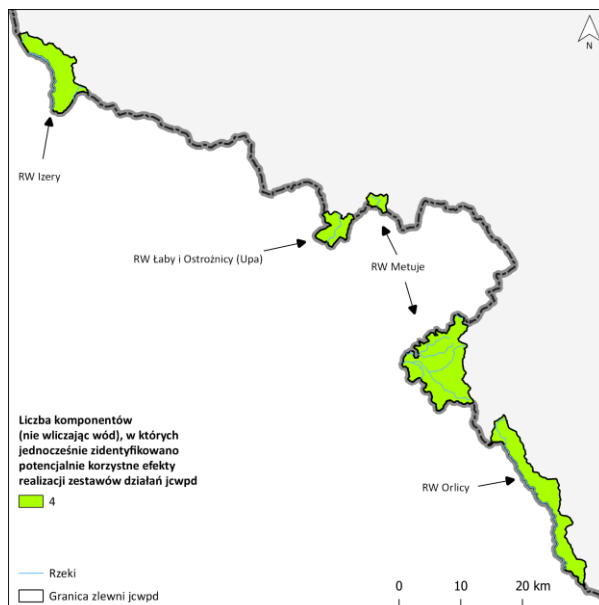 N
RW Izery
RW Łaby i Ostrożnicy (Upa)
RW Metuje
RW Orlicy
Liczba komponentów
(nie wliczając wód), w których
jednocześnie zidentyfikowano
potencjalnie korzystne efekty
realizacji zestawów działań jcwpd
4
Rzeki
Granica zlewni jcwpd
0 10 20 km